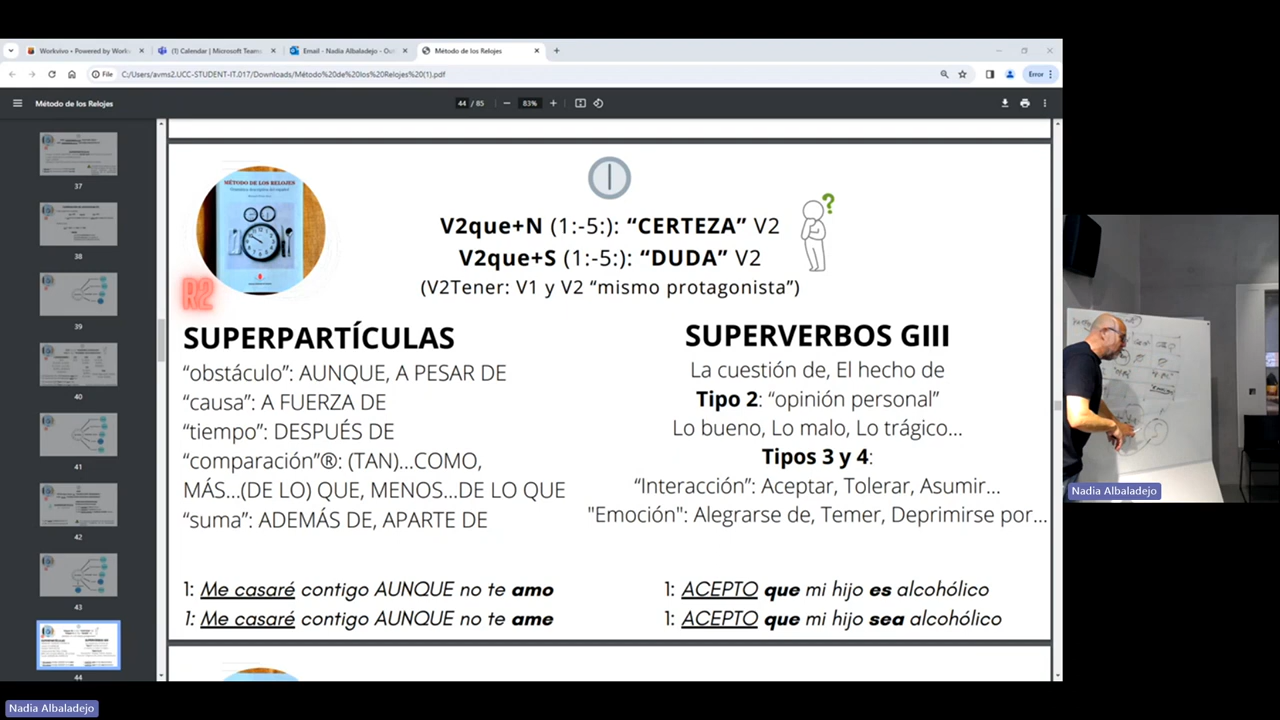 Workvivo • Powered by Work
(1) Calendar | Microsoft Teams
Email - Nadia Albaladejo - Out
Método de los Relojes
File
C:/Users/avms2.UCC-STUDENT-IT.017/Downloads/Método%20de%20los%20Relojes%20(1).pdf
Error
Método de los Relojes
44 / 85
83%
37
38
39
40
41
42
43
44
MÉTODO DE LOS RELOJES
R2
V2que+N (1:-5:): “CERTEZA” V2
V2que+S (1:-5:): “DUDA” V2
(V2Tener: V1 y V2 “mismo protagonista”)
SUPERPARTÍCULAS
“obstáculo”: AUNQUE, A PESAR DE
“causa”: A FUERZA DE
“tiempo”: DESPUÉS DE
“comparación”®: (TAN)...COMO,
MÁS...(DE LO) QUE, MENOS...DE LO QUE
“suma”: ADEMÁS DE, APARTE DE
1: Me casaré contigo AUNQUE no te amo
1: Me casaré contigo AUNQUE no te ame
SUPERVERBOS GIII
La cuestión de, El hecho de
Tipo 2: “opinión personal”
Lo bueno, Lo malo, Lo trágico...
Tipos 3 y 4:
“Interacción”: Aceptar, Tolerar, Asumir...
"Emoción": Alegrarse de, Temer, Deprimirse por...
1: ACEPTO que mi hijo es alcohólico
1: ACEPTO que mi hijo sea alcohólico
Nadia Albaladejo
Nadia Albaladejo